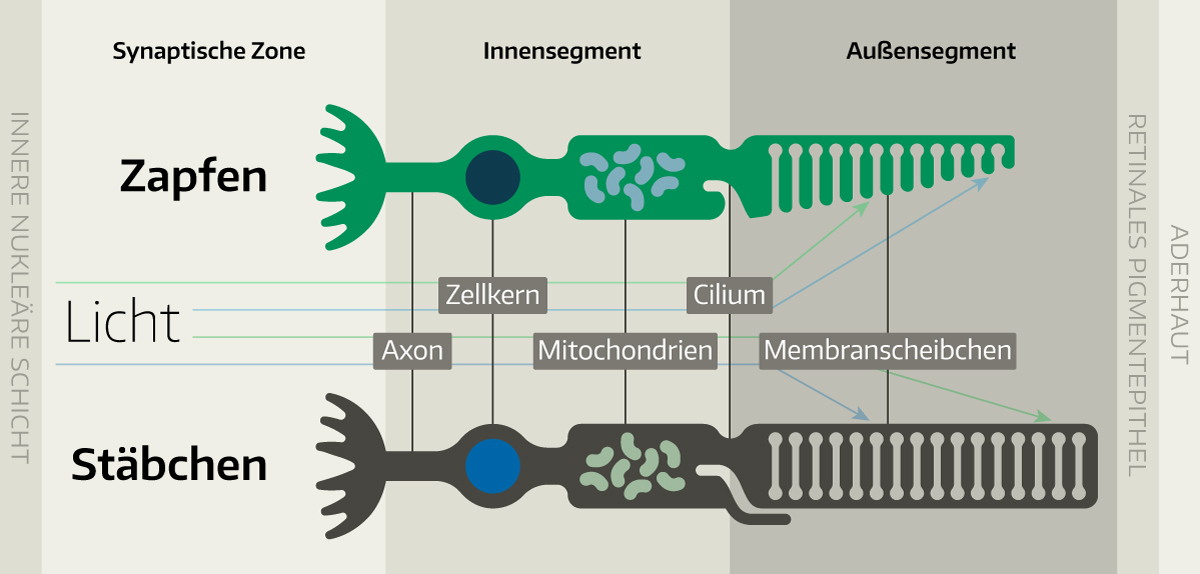 Synaptische Zone
Innensegment
Außensegment
INNERE NUKLEÄRE SCHICHT
Zapfen
RETINALES PIGMENTEPITHEL
ADERHAUT
Zellkern
Cilium
Licht
Axon
Mitochondrien
Membranscheibchen
Stäbchen